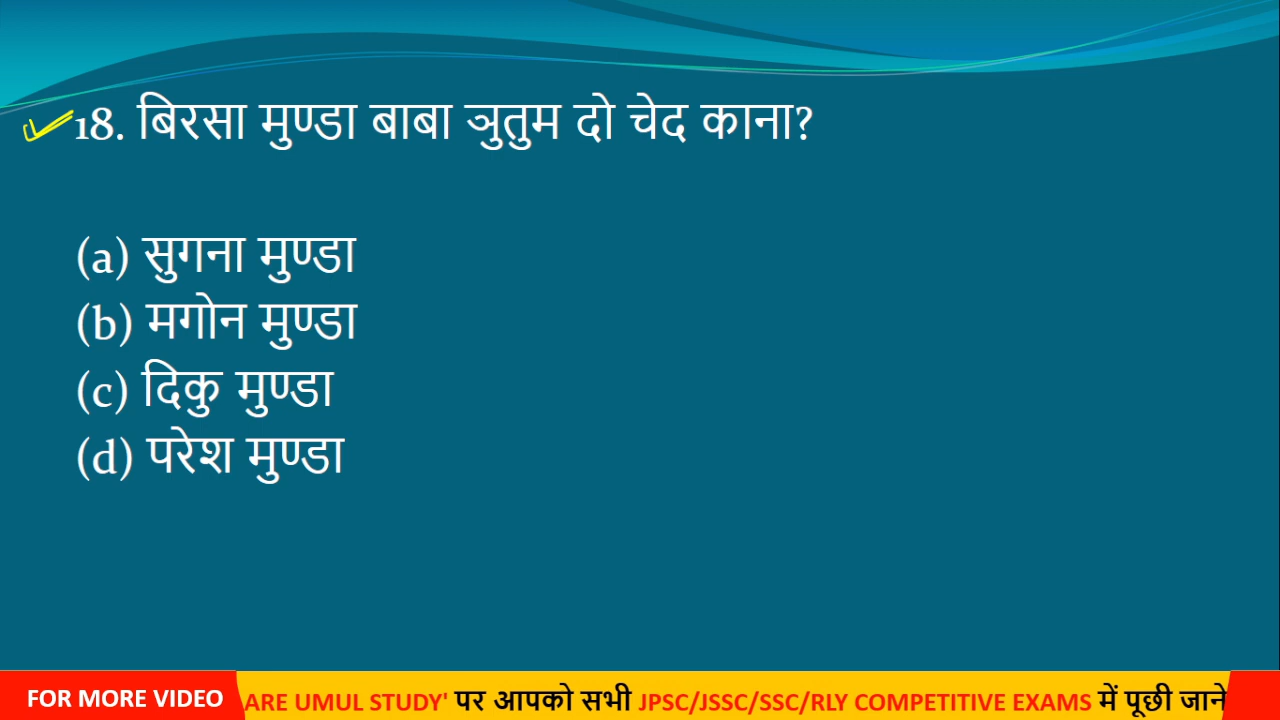 18. बिरसा मुण्डा बाबा ञुतुम दो चेद काना?
(a) सुगना मुण्डा
(b) मगोन मुण्डा
(c) दिकु मुण्डा
(d) परेश मुण्डा
FOR MORE VIDEO ARE UMUL STUDY' पर आपको सभी JPSC/JSSC/SSC/RLY COMPETITIVE EXAMS में पूछी जाने